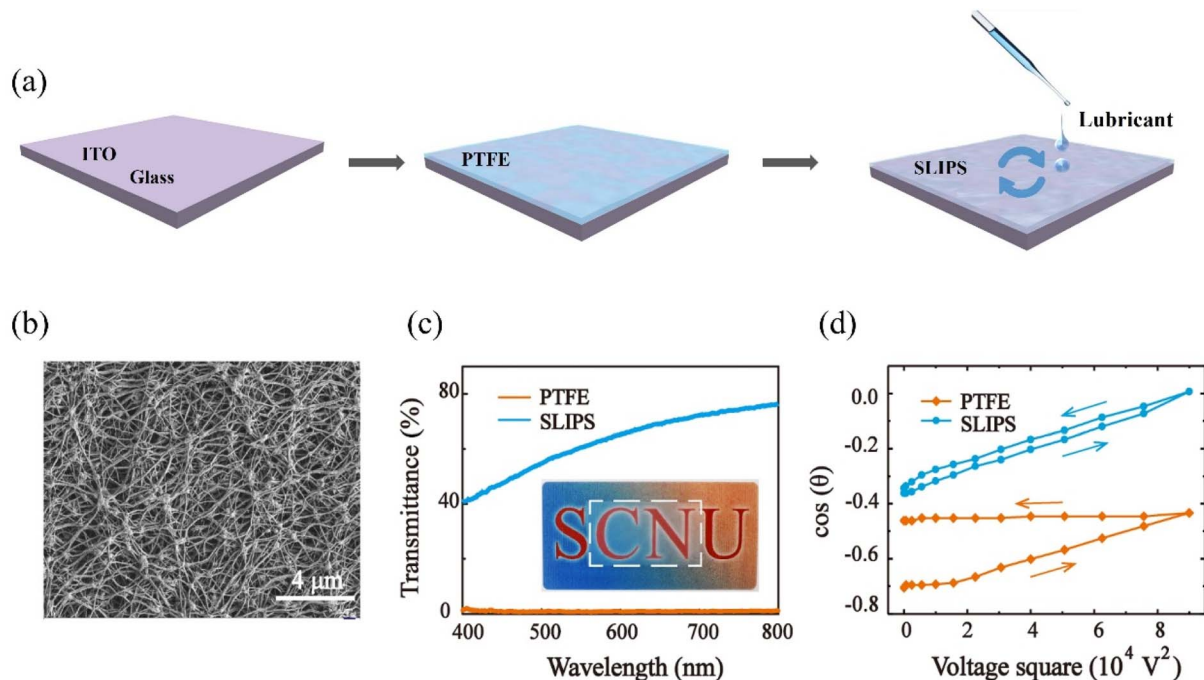 (a)
ITO
Glass
PTFE
Lubricant
SLIPS
(b)
4 μm
(c)
Transmittance (%)
80
40
0
PTFE
SLIPS
SCNU
400 500 600 700 800
Wavelength (nm)
(d)
cos (θ)
0.0
-0.2
-0.4
-0.6
-0.8
PTFE
SLIPS
0 2 4 6 8
Voltage square (10⁴ V²)